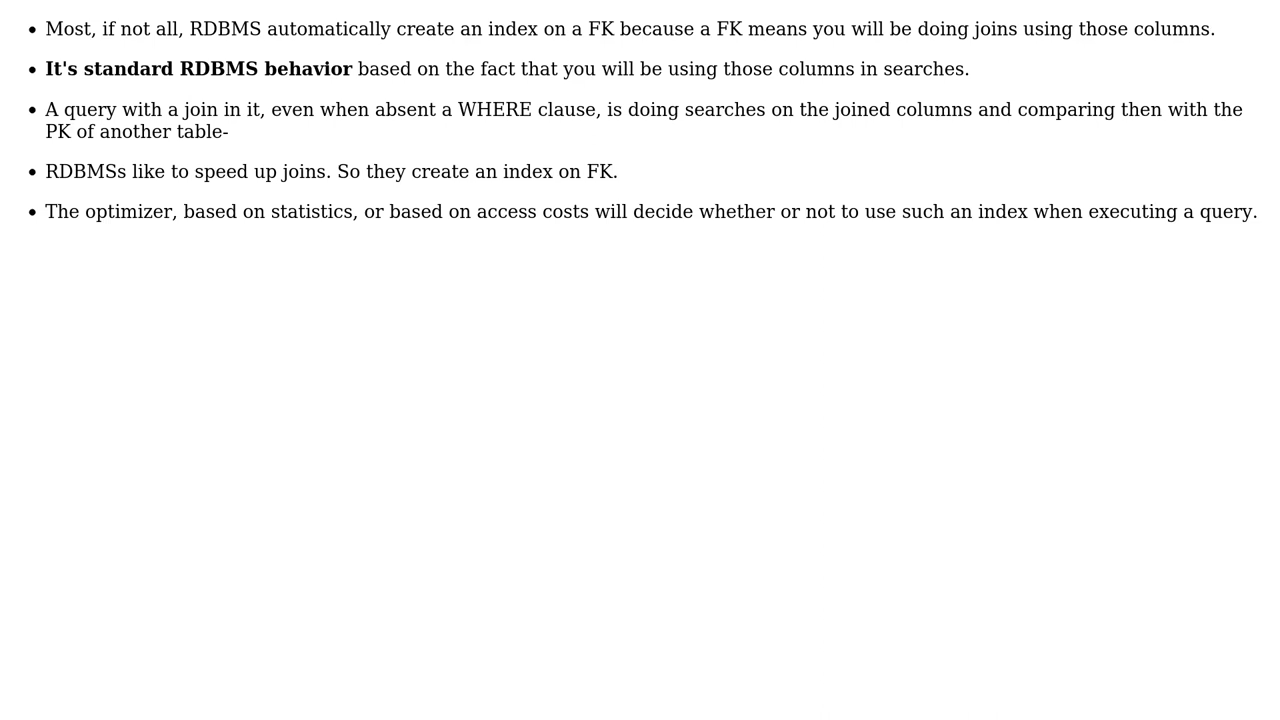 Most, if not all, RDBMS automatically create an index on a FK because a FK means you will be doing joins using those columns.
It's standard RDBMS behavior based on the fact that you will be using those columns in searches.
A query with a join in it, even when absent a WHERE clause, is doing searches on the joined columns and comparing then with the
PK of another table-
RDBMSs like to speed up joins. So they create an index on FK.
The optimizer, based on statistics, or based on access costs will decide whether or not to use such an index when executing a query.